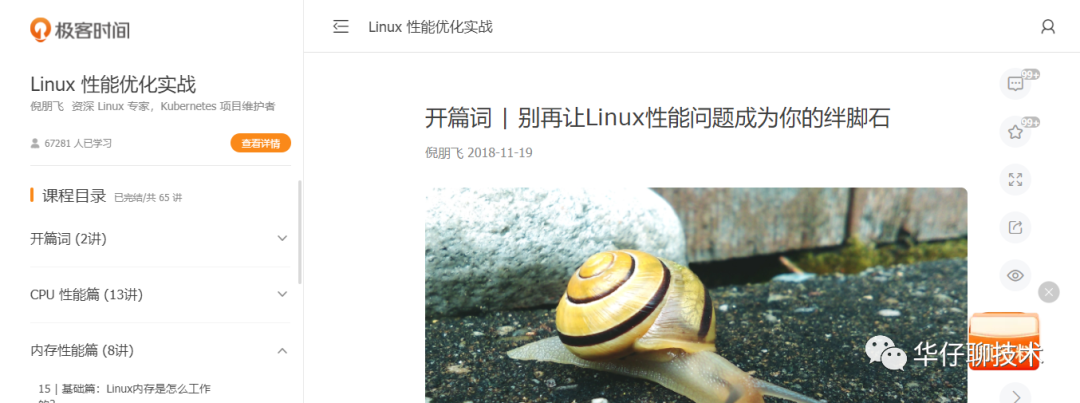 极客时间
Linux 性能优化实战
倪朋飞 资深 Linux 专家，Kubernetes 项目维护者
67281 人已学习
查看详情
课程目录 已完结/共 65 讲
开篇词 (2讲)
CPU 性能篇 (13讲)
内存性能篇 (8讲)
15 | 基础篇：Linux内存是怎么工作
Linux 性能优化实战
开篇词 | 别再让Linux性能问题成为你的绊脚石
倪朋飞 2018-11-19
99+
99+
华仔聊技术